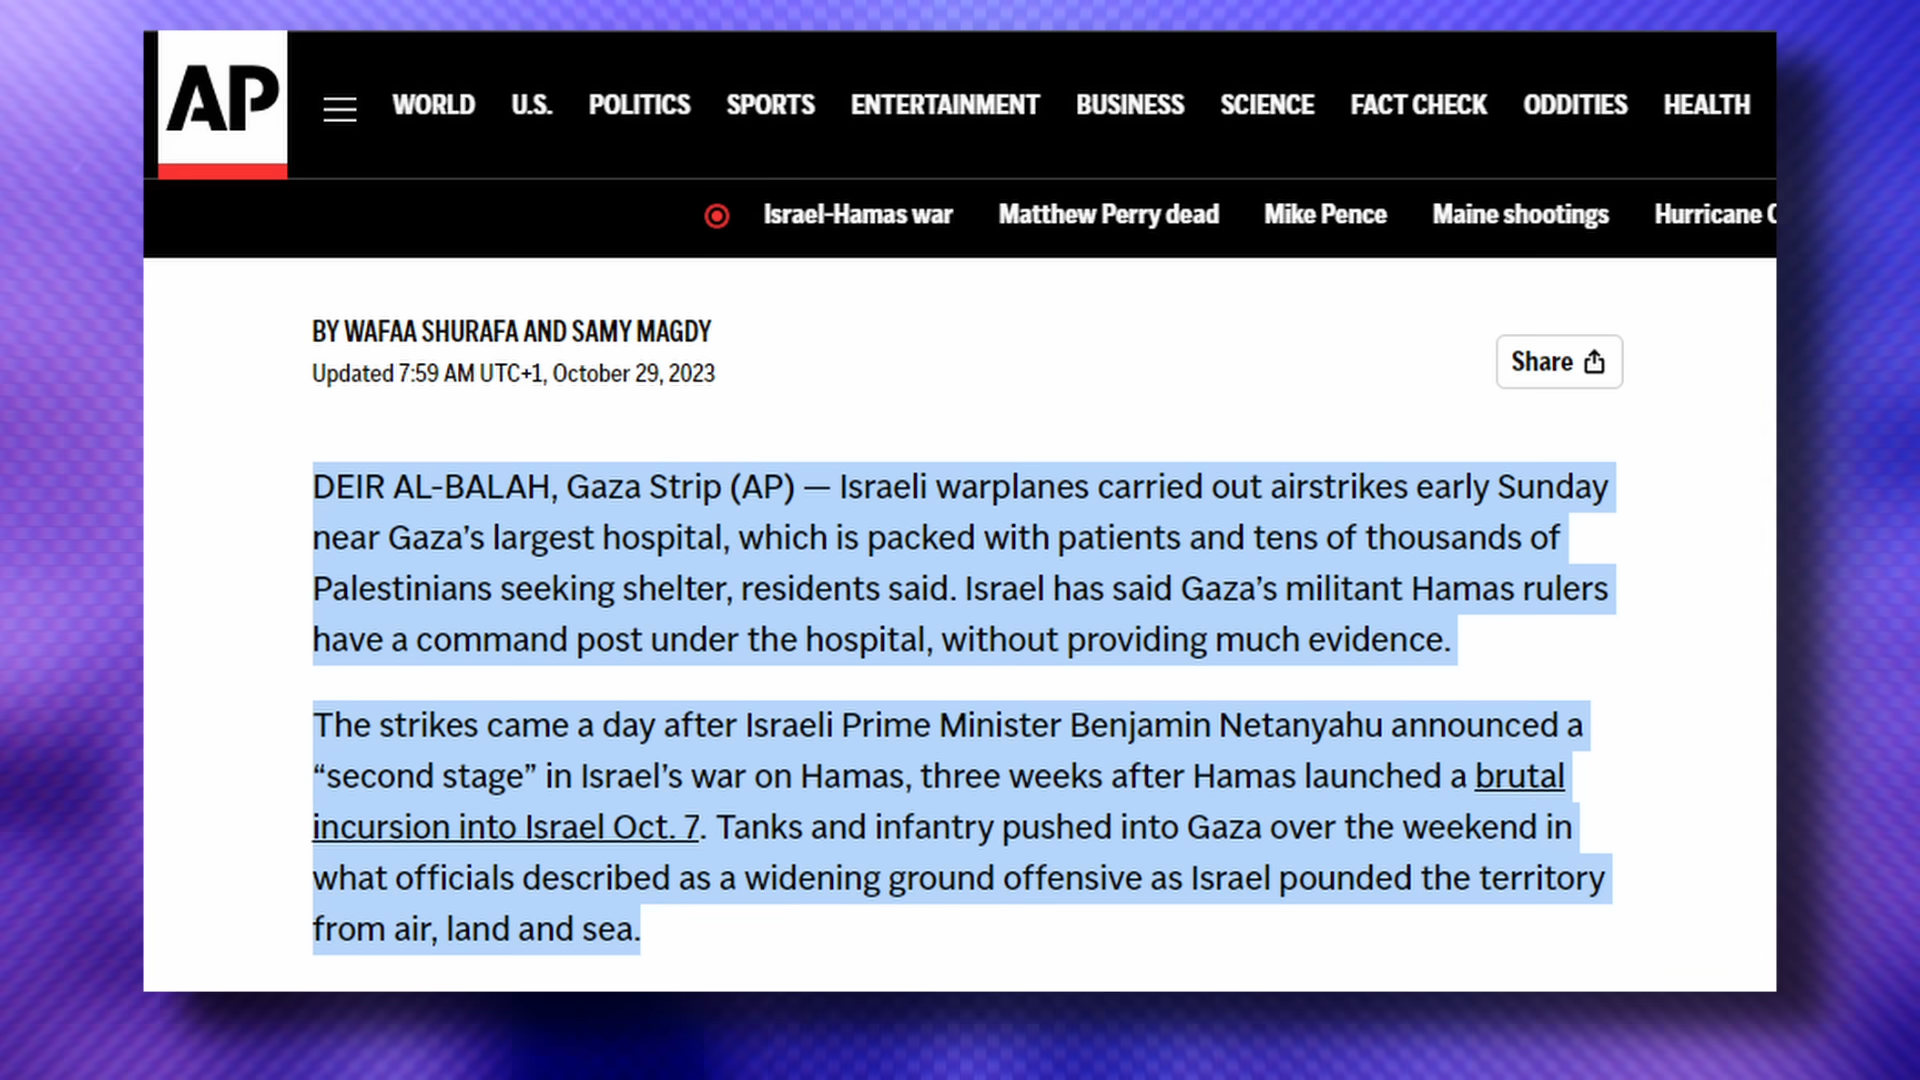 AP
WORLD U.S. POLITICS SPORTS ENTERTAINMENT BUSINESS SCIENCE FACT CHECK ODDITIES HEALTH
Israel-Hamas war Matthew Perry dead Mike Pence Maine shootings Hurricane
BY WAFAA SHURAFA AND SAMY MAGDY
Updated 7:59 AM UTC+1, October 29, 2023
Share
DEIR AL-BALAH, Gaza Strip (AP) — Israeli warplanes carried out airstrikes early Sunday
near Gaza’s largest hospital, which is packed with patients and tens of thousands of
Palestinians seeking shelter, residents said. Israel has said Gaza’s militant Hamas rulers
have a command post under the hospital, without providing much evidence.
The strikes came a day after Israeli Prime Minister Benjamin Netanyahu announced a
“second stage” in Israel’s war on Hamas, three weeks after Hamas launched a brutal
incursion into Israel Oct. 7. Tanks and infantry pushed into Gaza over the weekend in
what officials described as a widening ground offensive as Israel pounded the territory
from air, land and sea.